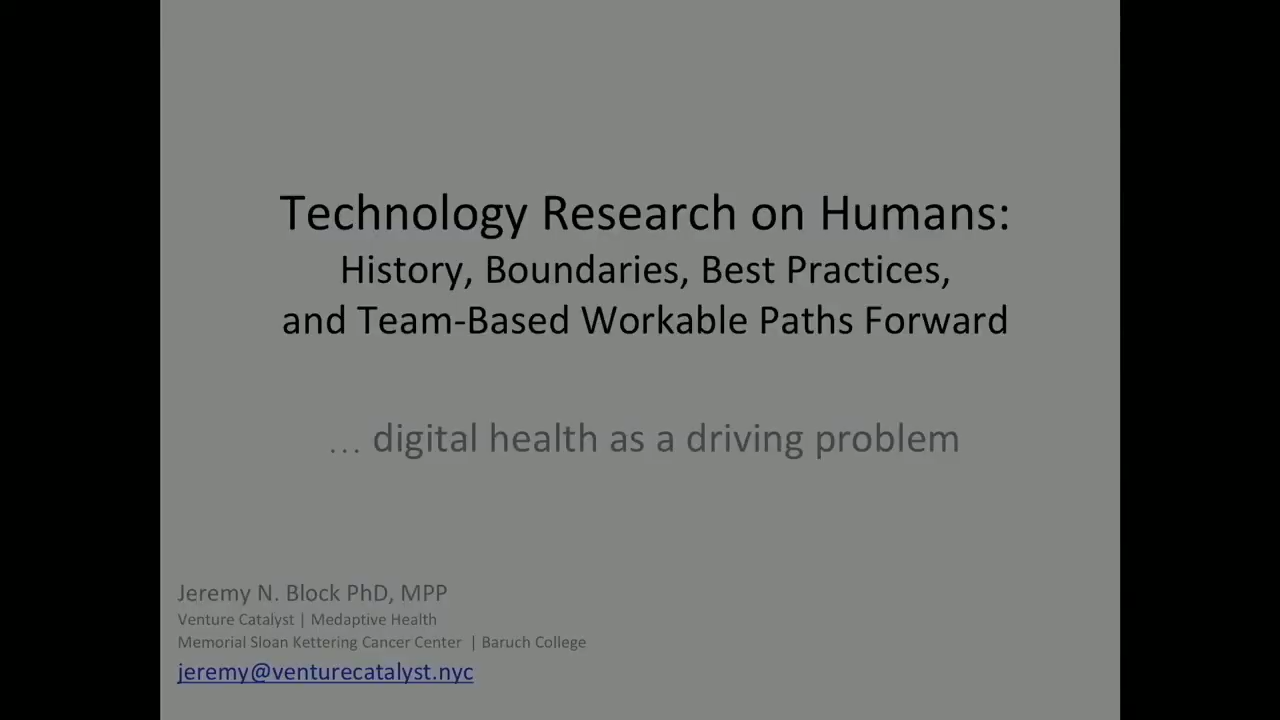 Technology Research on Humans:
History, Boundaries, Best Practices,
and Team-Based Workable Paths Forward
... digital health as a driving problem
Jeremy N. Block PhD, MPP
Venture Catalyst | Medaptive Health
Memorial Sloan Kettering Cancer Center | Baruch College
jeremy@venturecatalyst.nyc